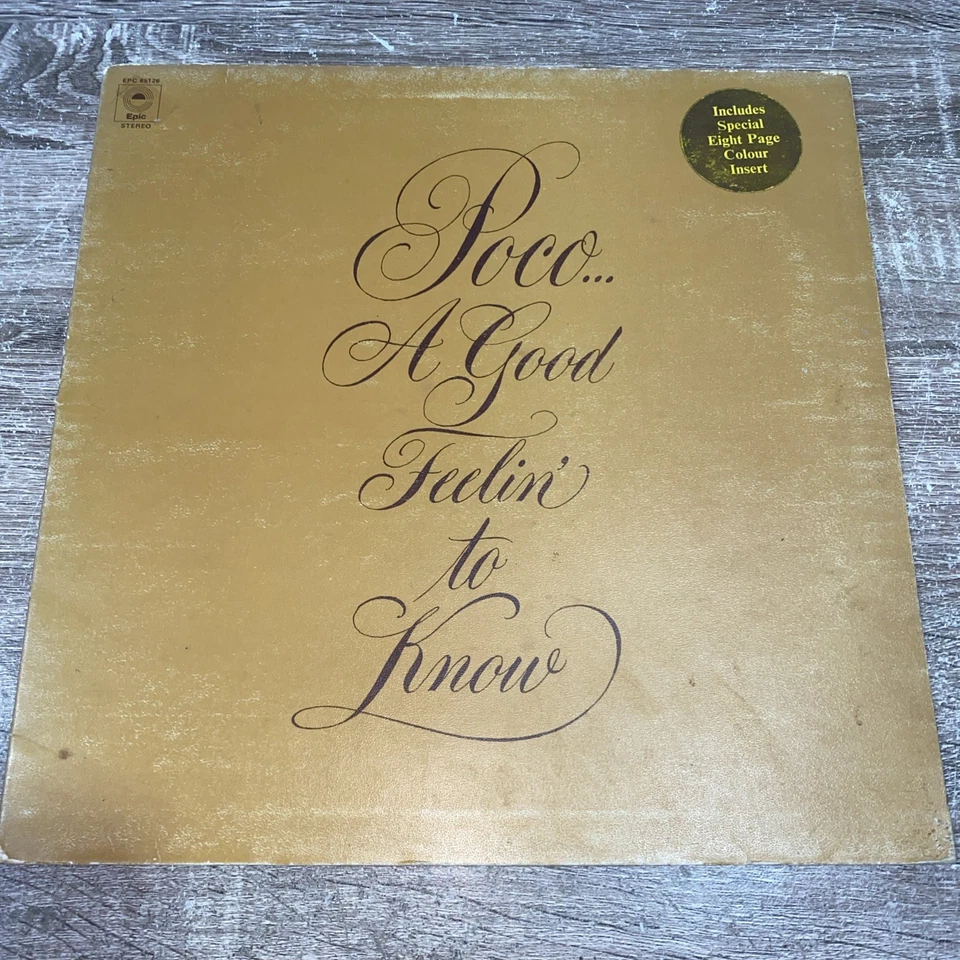 EPC 65126
Epic
STEREO
Includes
Special
Eight Page
Colour
Insert
Poco...
A Good
Feelin'
to
Know